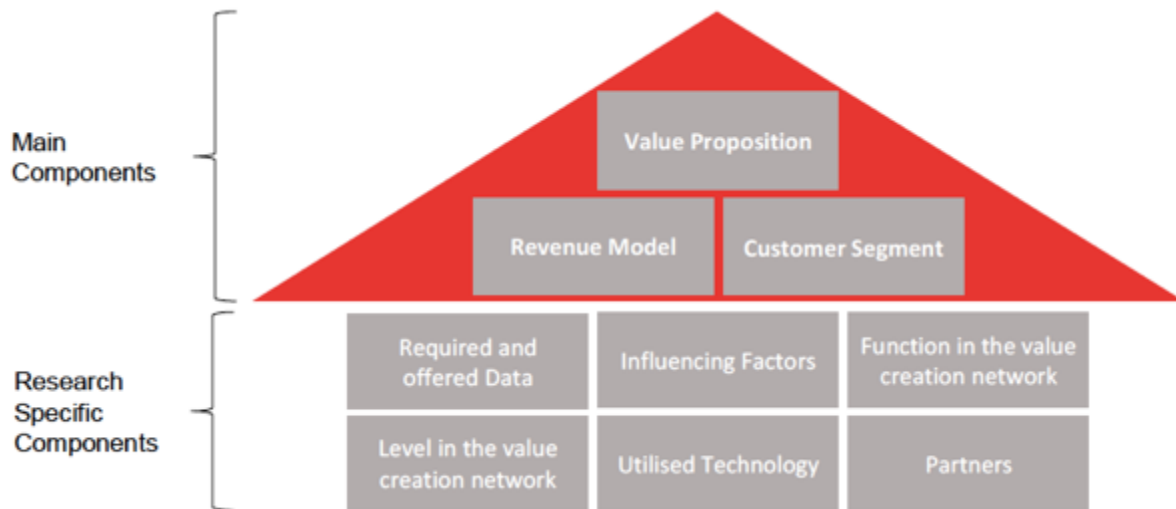 Main
Components
Value Proposition
Revenue Model
Customer Segment
Research
Specific
Components
Required and
offered Data
Influencing Factors
Function in the value
creation network
Level in the value
creation network
Utilised Technology
Partners